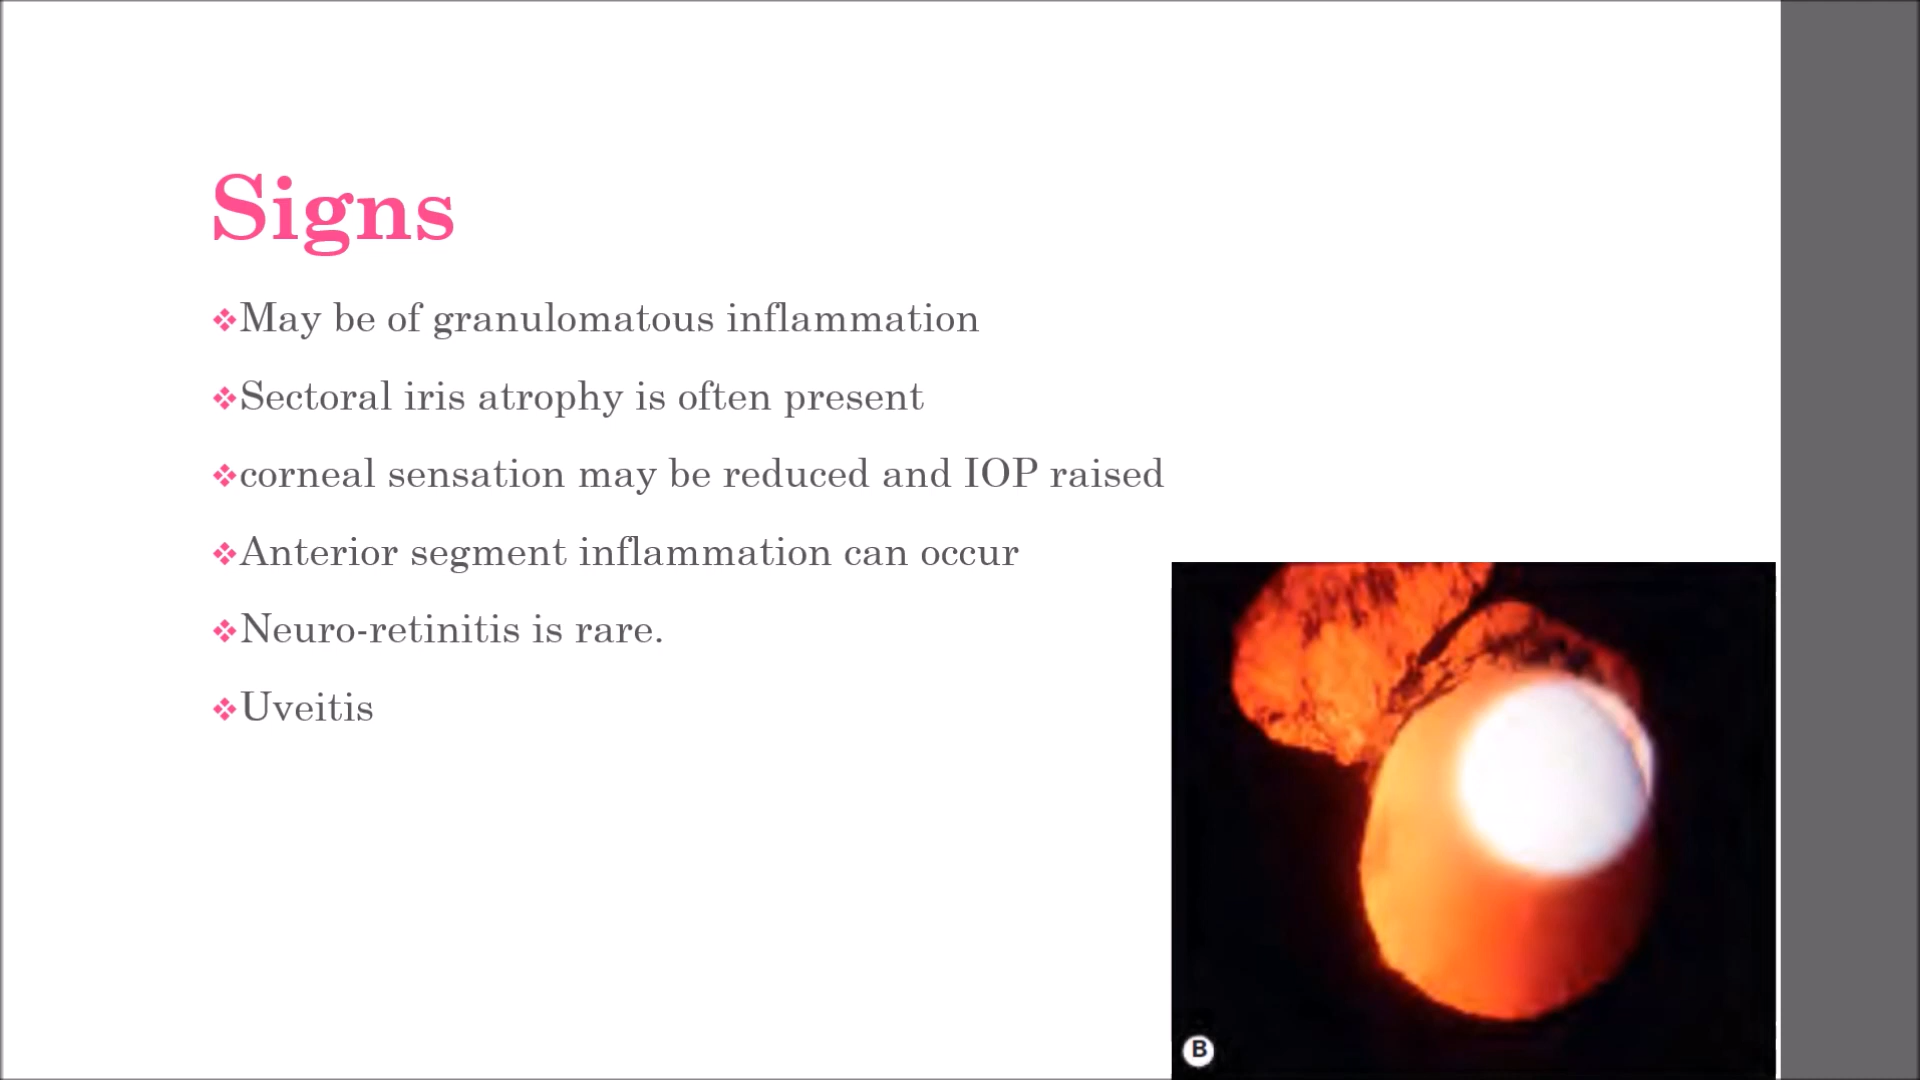 Signs
❖May be of granulomatous inflammation
❖Sectoral iris atrophy is often present
❖corneal sensation may be reduced and IOP raised
❖Anterior segment inflammation can occur
❖Neuro-retinitis is rare.
❖Uveitis
B